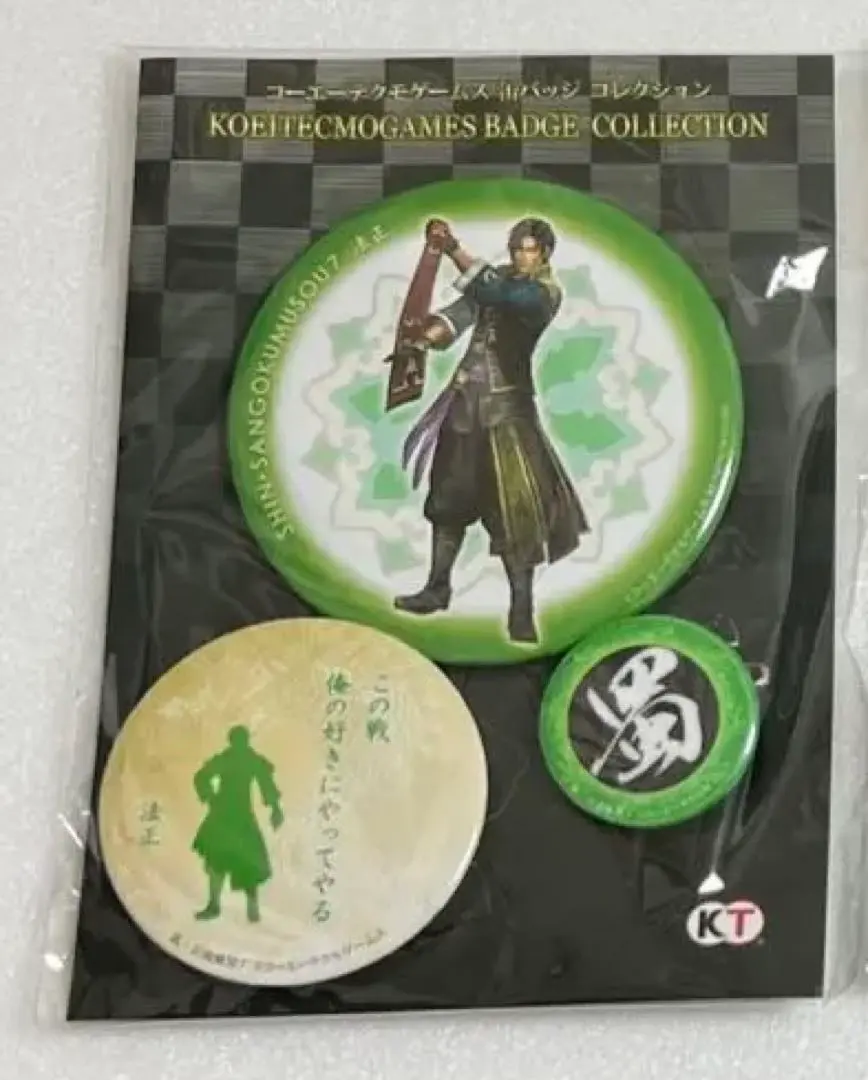 コーエーテクモゲームス 缶バッジ コレクション
KOEITECMOGAMES BADGE COLLECTION
SHIN・SANGOKUMUSOU7 法正
この戦
俺の好きにやってやる
法正
蜀
KT